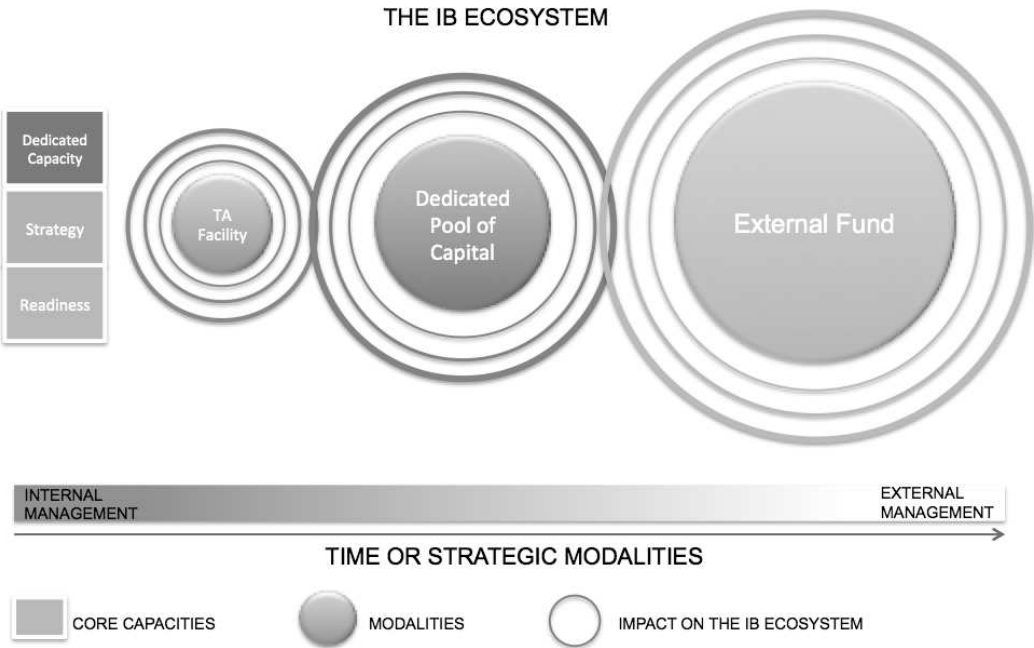 THE IB ECOSYSTEM
Dedicated
Capacity
Strategy
Readiness
TA
Facility
Dedicated
Pool of
Capital
External Fund
INTERNAL
MANAGEMENT
EXTERNAL
MANAGEMENT
TIME OR STRATEGIC MODALITIES
CORE CAPACITIES
MODALITIES
IMPACT ON THE IB ECOSYSTEM